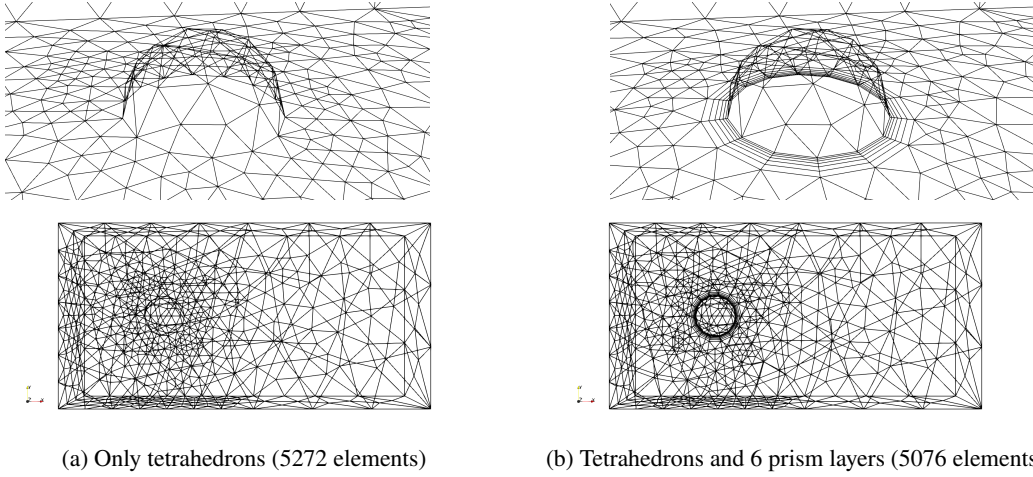 (a) Only tetrahedrons (5272 elements)
(b) Tetrahedrons and 6 prism layers (5076 elements